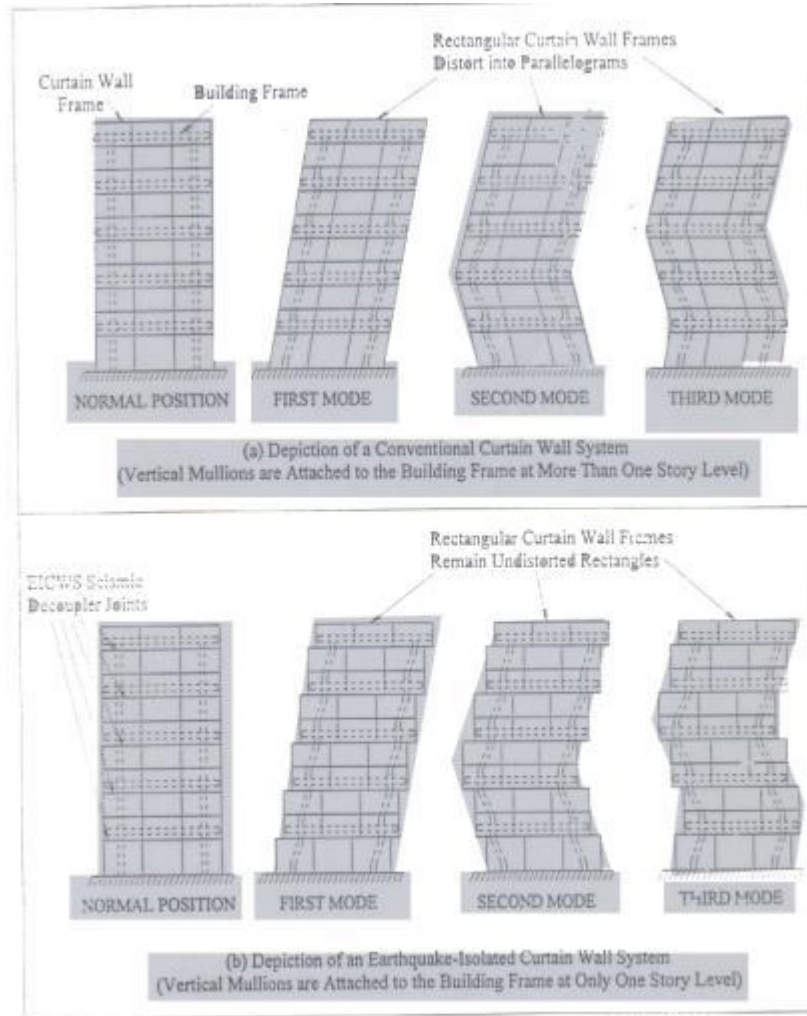 Rectangular Curtain Wall Frames
Distort into Parallelograms
Curtain Wall
Frame
Building Frame
NORMAL POSITION
FIRST MODE
SECOND MODE
THIRD MODE
(a) Depiction of a Conventional Curtain Wall System
(Vertical Mullions are Attached to the Building Frame at More Than One Story Level)
Rectangular Curtain Wall Frames
Remain Undistorted Rectangles
EICWS Seismic
Decoupler Joints
NORMAL POSITION
FIRST MODE
SECOND MODE
THIRD MODE
(b) Depiction of an Earthquake-Isolated Curtain Wall System
(Vertical Mullions are Attached to the Building Frame at Only One Story Level)